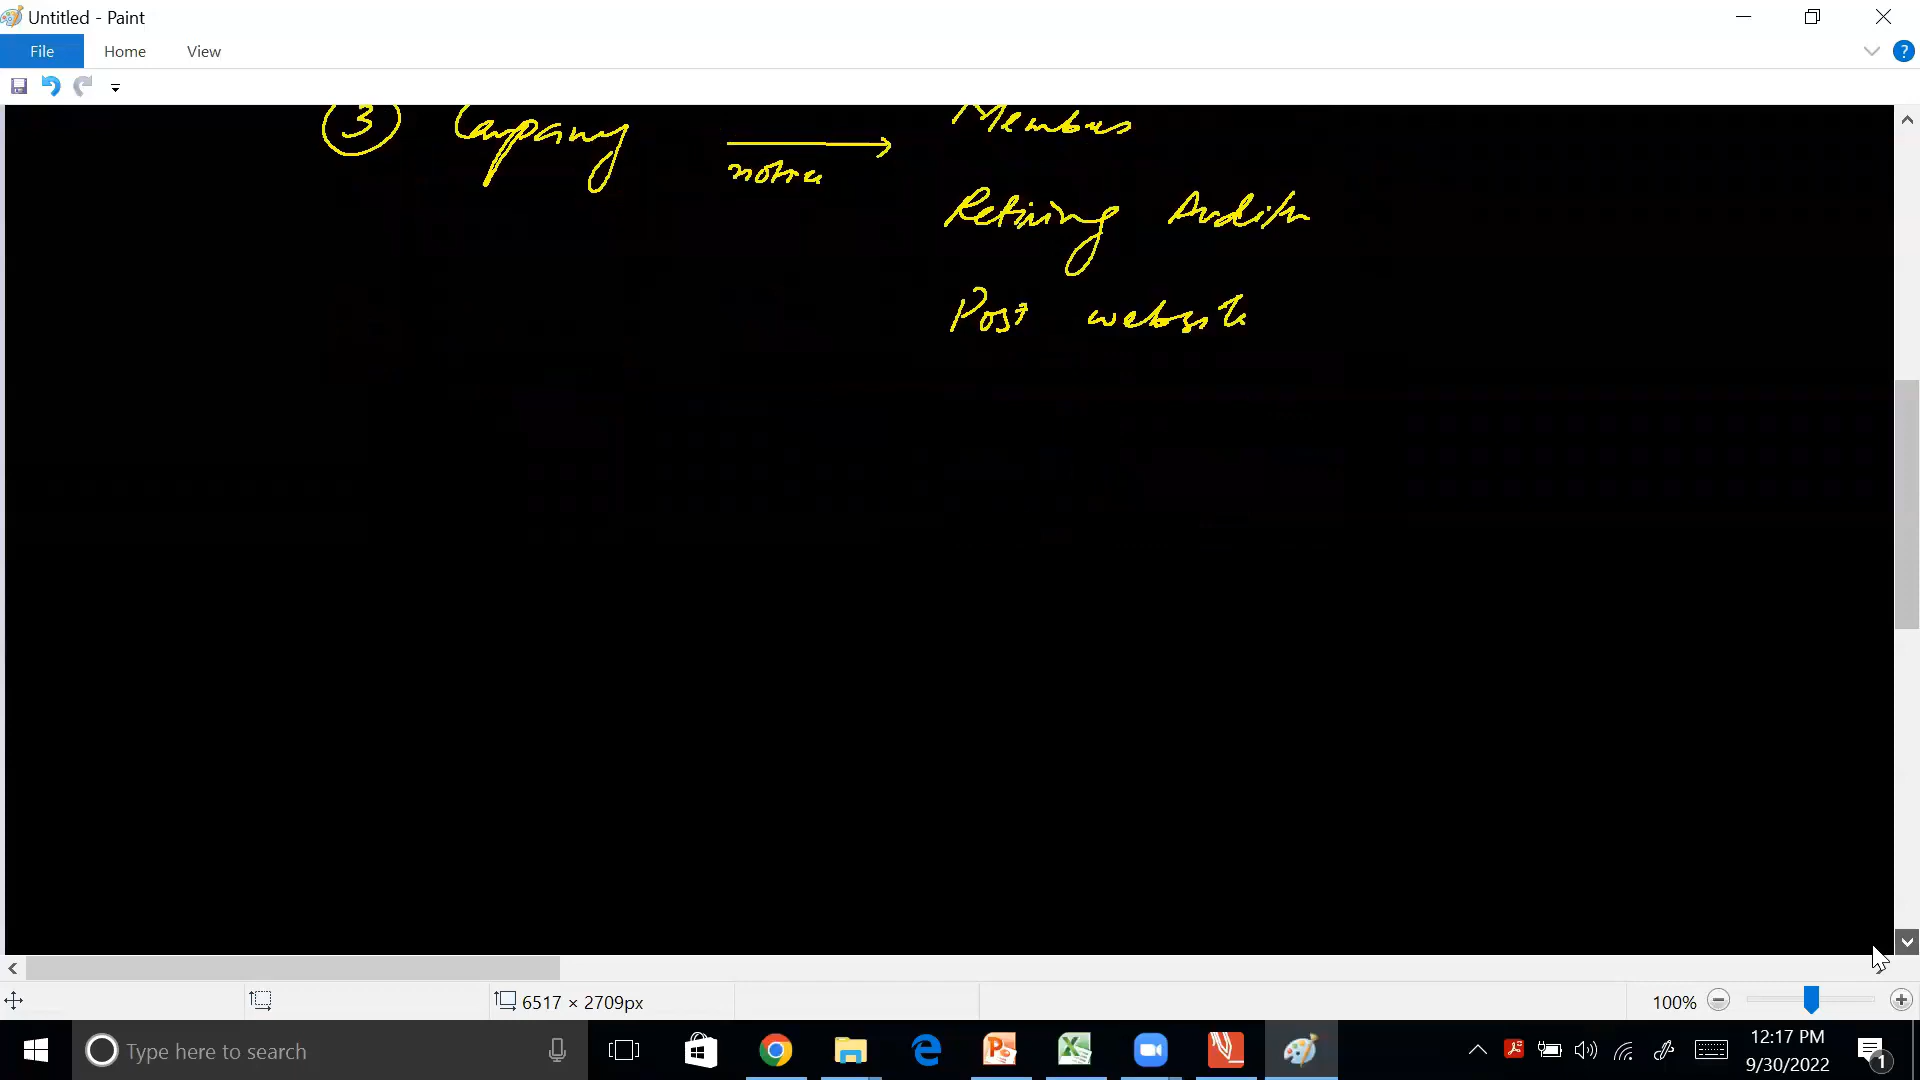 Untitled - Paint
File Home View
③ Company
notice
Members
Retiring Auditor
Post website
6517 × 2709px
100%
Type here to search
12:17 PM
9/30/2022
1